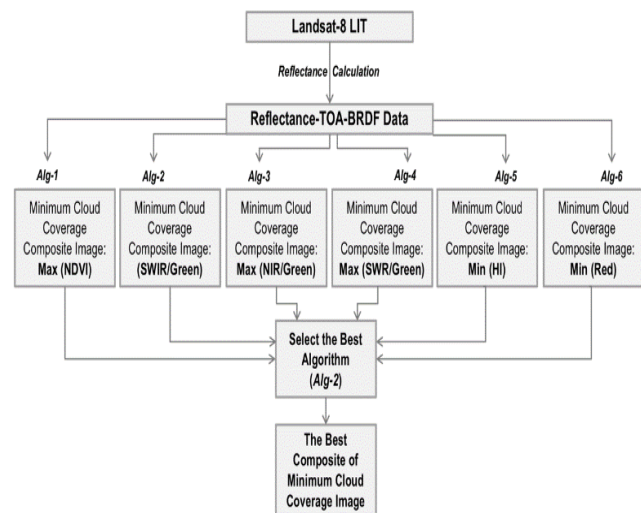 Landsat-8 LIT
Reflectance Calculation
Reflectance-TOA-BRDF Data
Alg-1
Minimum Cloud
Coverage
Composite Image:
Max (NDVI)
Alg-2
Minimum Cloud
Coverage
Composite Image:
(SWIR/Green)
Alg-3
Minimum Cloud
Coverage
Composite Image:
Max (NIR/Green)
Alg-4
Minimum Cloud
Coverage
Composite Image:
Max (SWR/Green)
Alg-5
Minimum Cloud
Coverage
Composite Image:
Min (HI)
Alg-6
Minimum Cloud
Coverage
Composite Image:
Min (Red)
Select the Best
Algorithm
(Alg-2)
The Best
Composite of
Minimum Cloud
Coverage Image